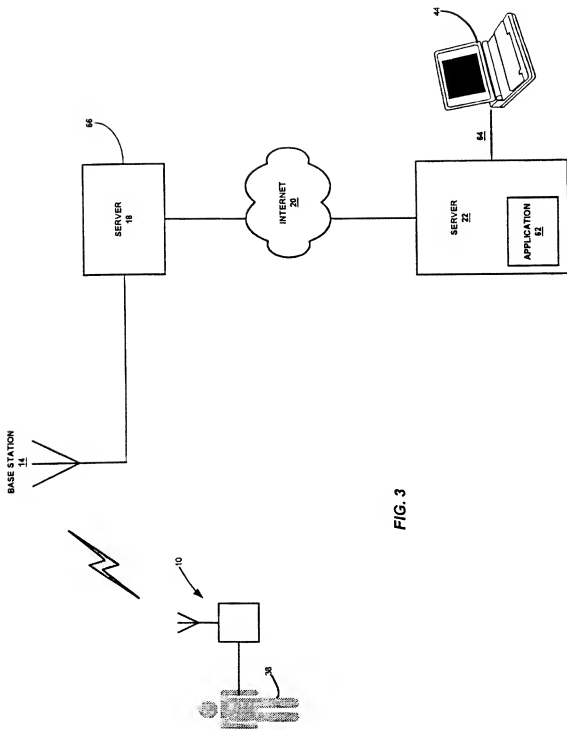 BASE STATION
14
66
SERVER
18
10
38
INTERNET
20
44
64
SERVER
22
APPLICATION
62
FIG. 3